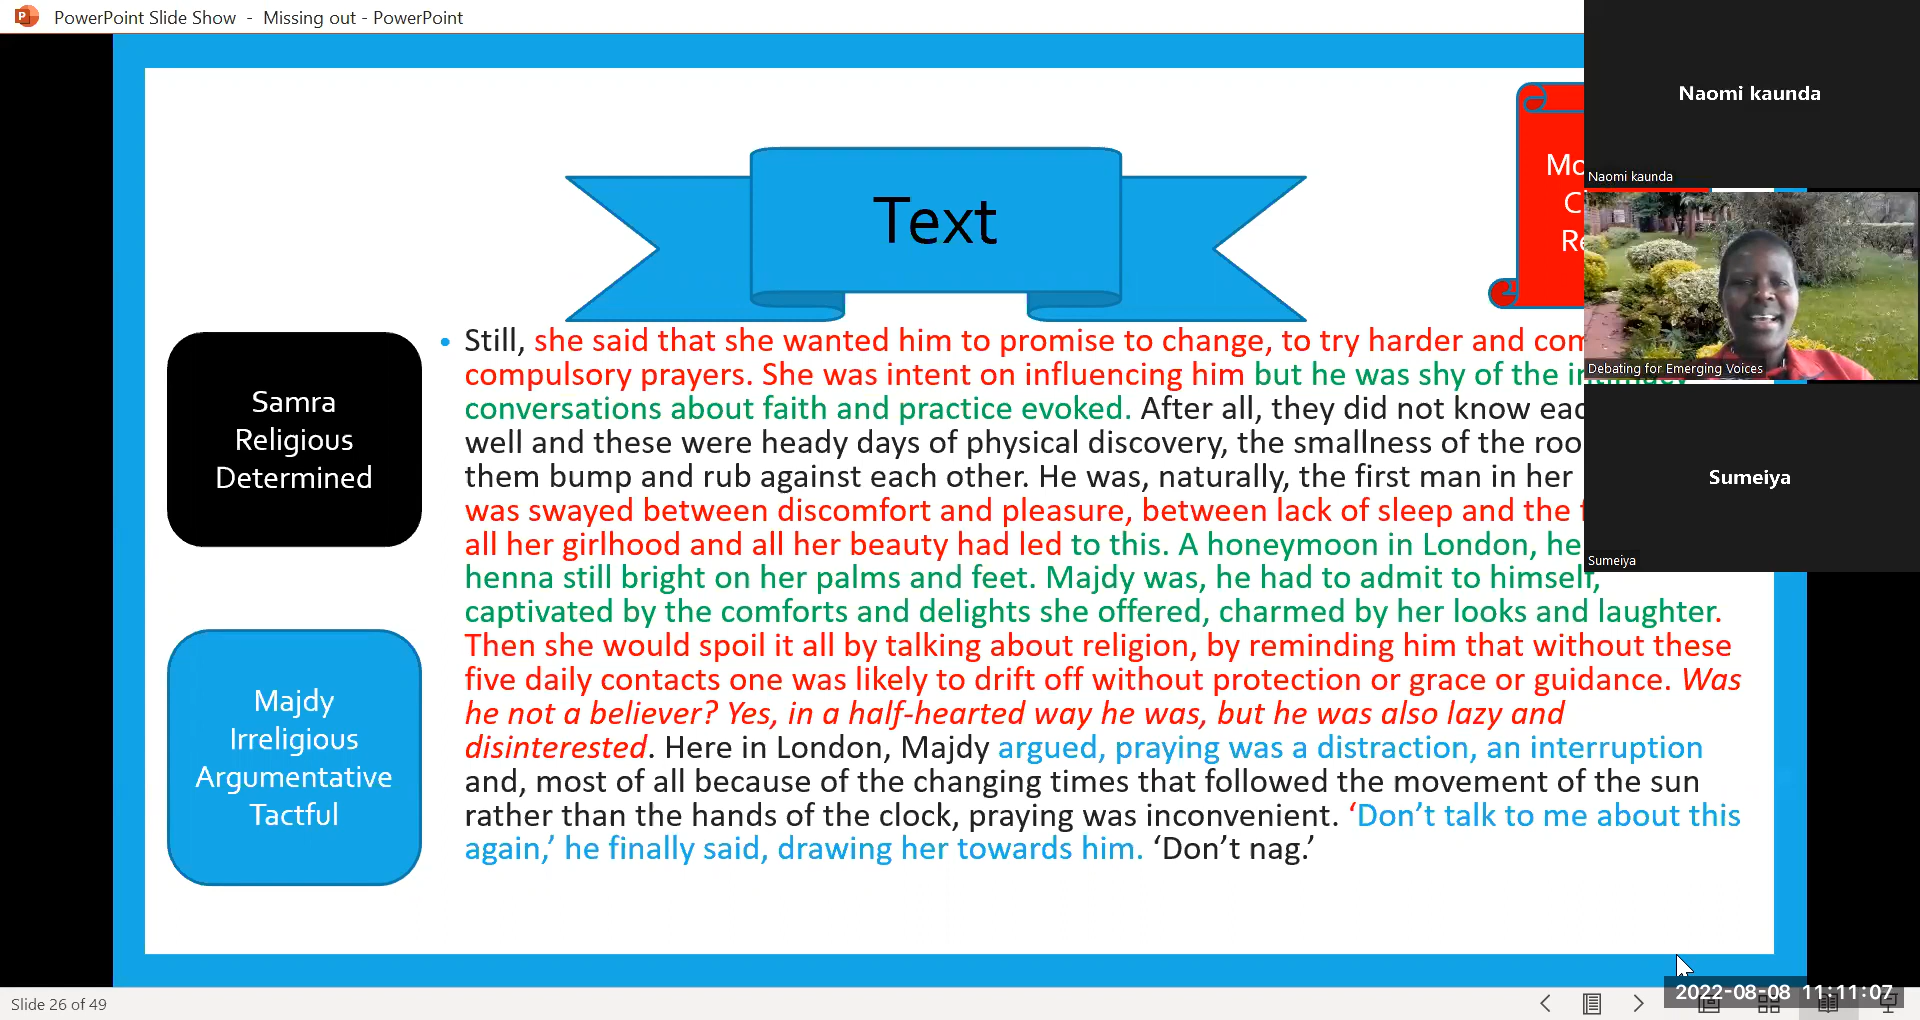 PowerPoint Slide Show - Missing out - PowerPoint
Naomi kaunda
Naomi kaunda
Text
Samra
Religious
Determined
Still, she said that she wanted him to promise to change, to try harder and
compulsory prayers. She was intent on influencing him but he was shy of the
conversations about faith and practice evoked. After all, they did not know
well and these were heady days of physical discovery, the smallness of the
them bump and rub against each other. He was, naturally, the first man in her
was swayed between discomfort and pleasure, between lack of sleep and the
all her girlhood and all her beauty had led to this. A honeymoon in London,
henna still bright on her palms and feet. Majdy was, he had to admit to himself,
captivated by the comforts and delights she offered, charmed by her looks and laughter.
Then she would spoil it all by talking about religion, by reminding him that without these
five daily contacts one was likely to drift off without protection or grace or guidance. Was
he not a believer? Yes, in a half-hearted way he was, but he was also lazy and
disinterested. Here in London, Majdy argued, praying was a distraction, an interruption
and, most of all because of the changing times that followed the movement of the sun
rather than the hands of the clock, praying was inconvenient. ‘Don’t talk to me about this
again,’ he finally said, drawing her towards him. ‘Don’t nag.’
Majdy
Irreligious
Argumentative
Tactful
Debating for Emerging Voices
Sumeiya
Sumeiya
Slide 26 of 49
2022-08-08 11:11:07